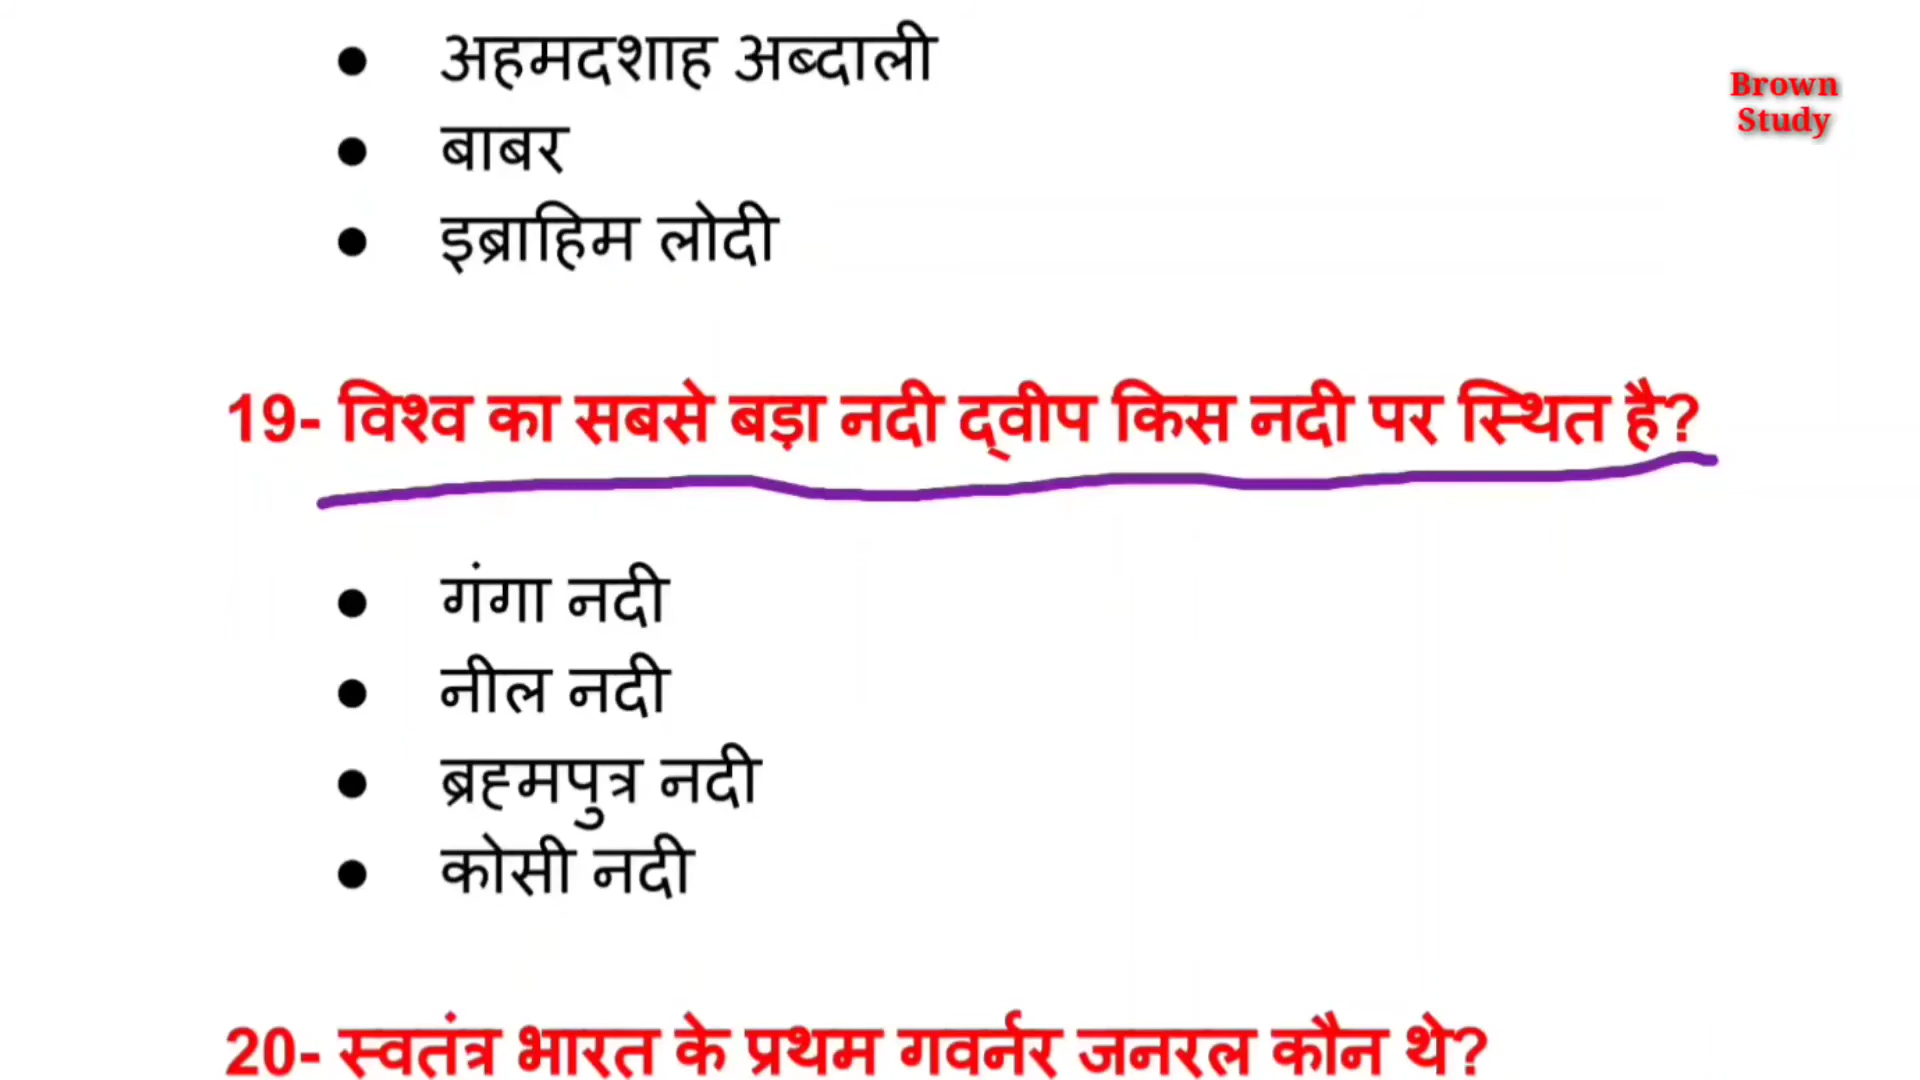 • अहमदशाह अब्दाली
Brown
Study
• बाबर
• इब्राहिम लोदी
19- विश्व का सबसे बड़ा नदी द्वीप किस नदी पर स्थित है?
• गंगा नदी
• नील नदी
• ब्रह्मपुत्र नदी
• कोसी नदी
20- स्वतंत्र भारत के प्रथम गवर्नर जनरल कौन थे?